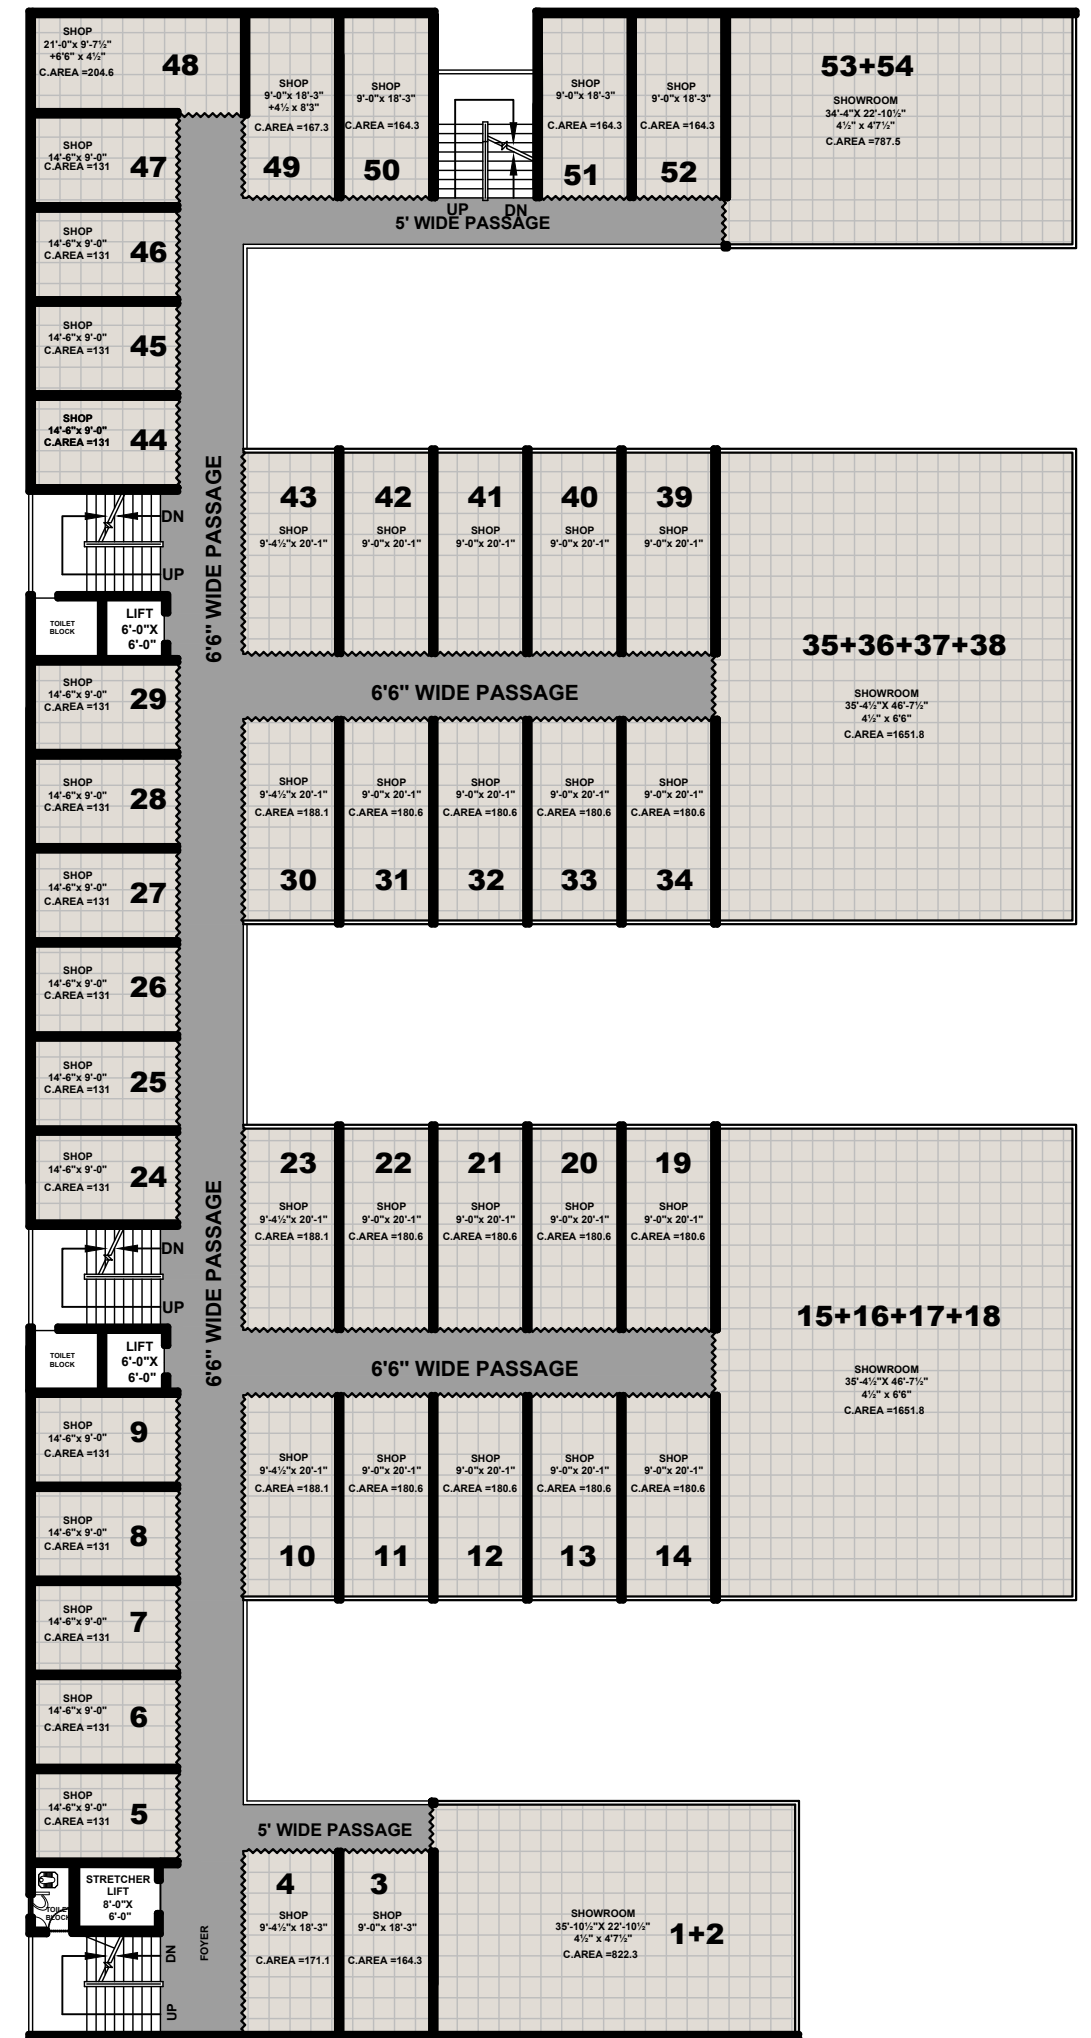 SHOP
21'-0"x 9'-7½"
+6'6" x 4½"
C.AREA =204.6
48
SHOP
9'-0"x 18'-3"
+4½ x 8'3"
C.AREA =167.3
49
SHOP
9'-0"x 18'-3"
C.AREA =164.3
50
UP
DN
SHOP
9'-0"x 18'-3"
C.AREA =164.3
51
SHOP
9'-0"x 18'-3"
C.AREA =164.3
52
53+54
SHOWROOM
34'-4"X 22'-10½"
4½" x 4'7½"
C.AREA =787.5
5' WIDE PASSAGE
SHOP
14'-6"x 9'-0"
C.AREA =131
47
SHOP
14'-6"x 9'-0"
C.AREA =131
46
SHOP
14'-6"x 9'-0"
C.AREA =131
45
SHOP
14'-6"x 9'-0"
C.AREA =131
44
6'6" WIDE PASSAGE
43
SHOP
9'-4½"x 20'-1"
42
SHOP
9'-0"x 20'-1"
41
SHOP
9'-0"x 20'-1"
40
SHOP
9'-0"x 20'-1"
39
SHOP
9'-0"x 20'-1"
DN
UP
TOILET
BLOCK
LIFT
6'-0"X
6'-0"
35+36+37+38
SHOWROOM
35'-4½"X 46'-7½"
4½" x 6'6"
C.AREA =1651.8
6'6" WIDE PASSAGE
SHOP
14'-6"x 9'-0"
C.AREA =131
29
SHOP
14'-6"x 9'-0"
C.AREA =131
28
SHOP
14'-6"x 9'-0"
C.AREA =131
27
SHOP
14'-6"x 9'-0"
C.AREA =131
26
SHOP
14'-6"x 9'-0"
C.AREA =131
25
SHOP
14'-6"x 9'-0"
C.AREA =131
24
SHOP
9'-4½"x 20'-1"
C.AREA =188.1
30
SHOP
9'-0"x 20'-1"
C.AREA =180.6
31
SHOP
9'-0"x 20'-1"
C.AREA =180.6
32
SHOP
9'-0"x 20'-1"
C.AREA =180.6
33
SHOP
9'-0"x 20'-1"
C.AREA =180.6
34
6'6" WIDE PASSAGE
23
SHOP
9'-4½"x 20'-1"
C.AREA =188.1
22
SHOP
9'-0"x 20'-1"
C.AREA =180.6
21
SHOP
9'-0"x 20'-1"
C.AREA =180.6
20
SHOP
9'-0"x 20'-1"
C.AREA =180.6
19
SHOP
9'-0"x 20'-1"
C.AREA =180.6
DN
UP
TOILET
BLOCK
LIFT
6'-0"X
6'-0"
15+16+17+18
SHOWROOM
35'-4½"X 46'-7½"
4½" x 6'6"
C.AREA =1651.8
6'6" WIDE PASSAGE
SHOP
14'-6"x 9'-0"
C.AREA =131
9
SHOP
14'-6"x 9'-0"
C.AREA =131
8
SHOP
14'-6"x 9'-0"
C.AREA =131
7
SHOP
14'-6"x 9'-0"
C.AREA =131
6
SHOP
14'-6"x 9'-0"
C.AREA =131
5
SHOP
9'-4½"x 20'-1"
C.AREA =188.1
10
SHOP
9'-0"x 20'-1"
C.AREA =180.6
11
SHOP
9'-0"x 20'-1"
C.AREA =180.6
12
SHOP
9'-0"x 20'-1"
C.AREA =180.6
13
SHOP
9'-0"x 20'-1"
C.AREA =180.6
14
5' WIDE PASSAGE
TOILET
BLOCK
STRETCHER
LIFT
8'-0"X
6'-0"
DN
UP
FOYER
4
SHOP
9'-4½"x 18'-3"
C.AREA =171.1
3
SHOP
9'-0"x 18'-3"
C.AREA =164.3
SHOWROOM
35'-10½"X 22'-10½"
4½" x 4'7½"
C.AREA =822.3
1+2